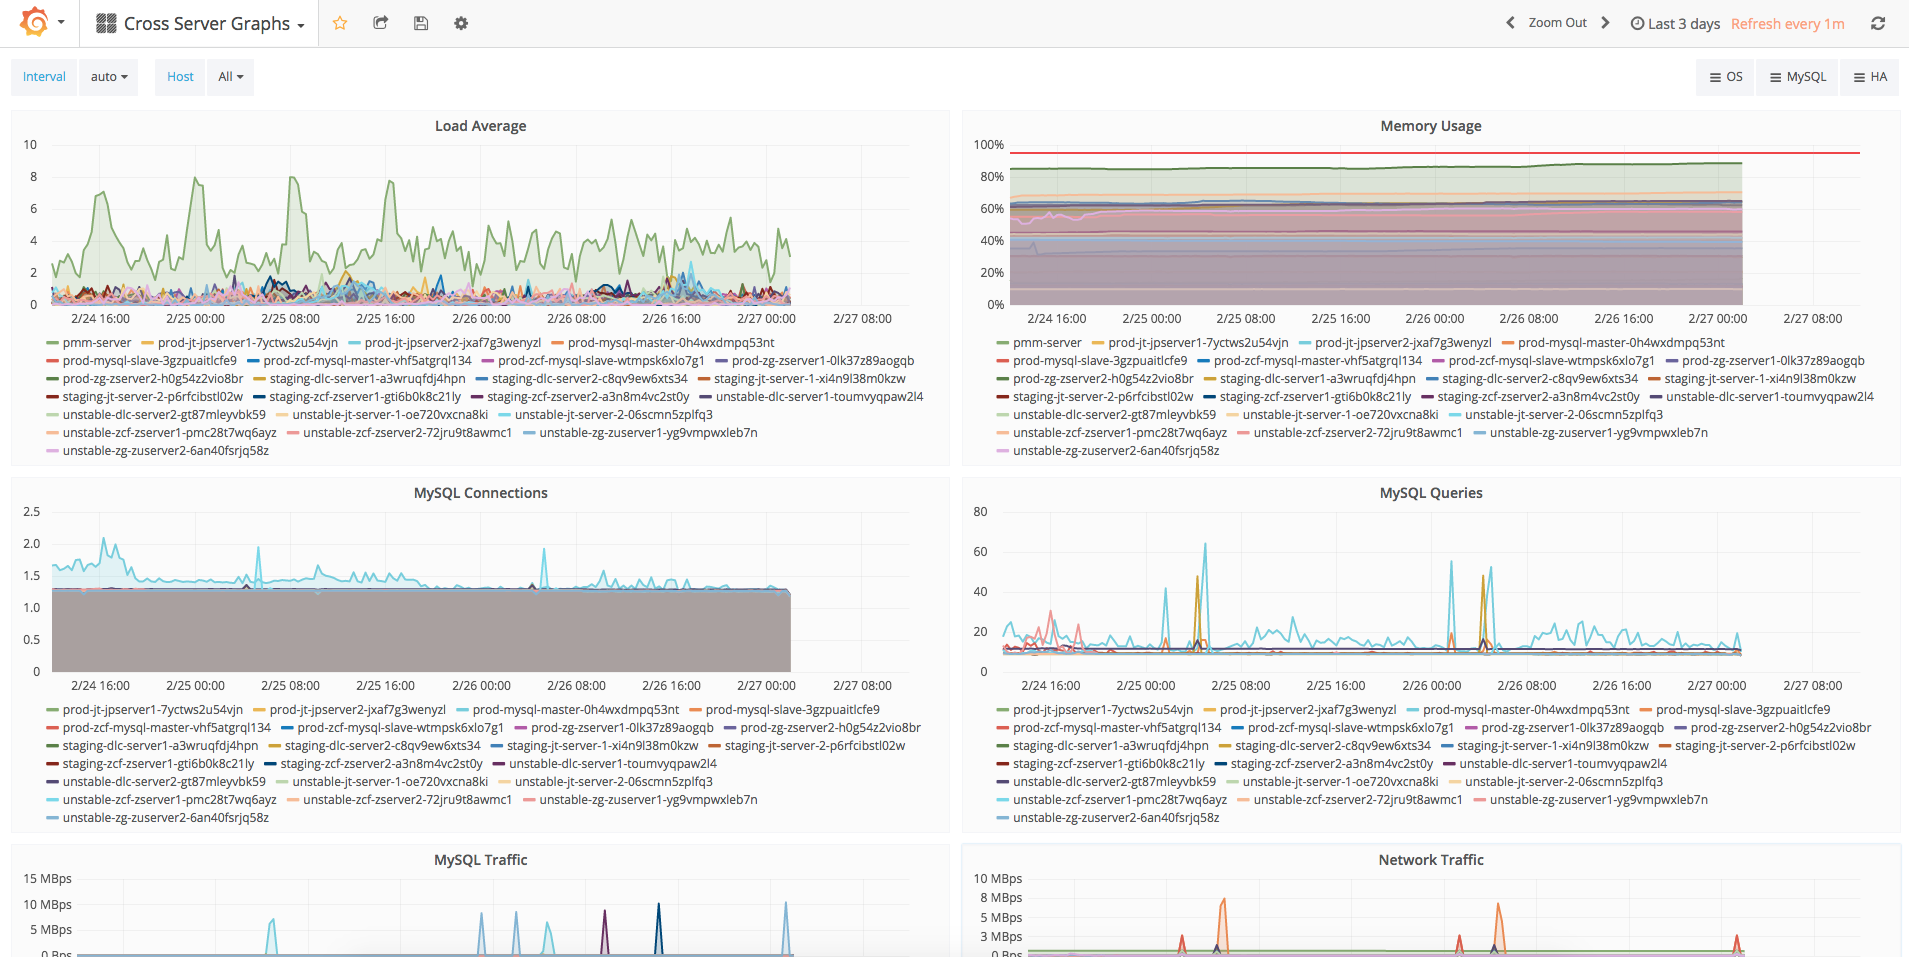 Cross Server Graphs
Zoom Out
Last 3 days
Refresh every 1m
Interval auto Host All
OS MySQL HA
Load Average
10
8
6
4
2
0
2/24 16:00 2/25 00:00 2/25 08:00 2/25 16:00 2/26 00:00 2/26 08:00 2/26 16:00 2/27 00:00 2/27 08:00
pmm-server prod-jt-jpserver1-7yctws2u54vjn prod-jt-jpserver2-jxaf7g3wenyzl prod-mysql-master-0h4wxdmpq53nt
prod-mysql-slave-3gzpuaitlcfe9 prod-zcf-mysql-master-vhf5atgrql134 prod-zcf-mysql-slave-wtmpsk6xlo7g1 prod-zg-zserver1-0lk37z89aogqb
prod-zg-zserver2-h0g54z2vio8br staging-dlc-server1-a3wruqfdj4hpn staging-dlc-server2-c8qv9ew6xts34 staging-jt-server-1-xi4n9l38m0kzw
staging-jt-server-2-p6rfcibstl02w staging-zcf-zserver1-gti6b0k8c21ly staging-zcf-zserver2-a3n8m4vc2st0y unstable-dlc-server1-toumvyqpaw2l4
unstable-dlc-server2-gt87mleyvbk59 unstable-jt-server-1-oe720vxcna8ki unstable-jt-server-2-06scmn5zplfq3
unstable-zcf-zserver1-pmc28t7wq6ayz unstable-zcf-zserver2-72jru9t8awmc1 unstable-zg-zuserver1-yg9vmpwxleb7n
unstable-zg-zuserver2-6an40fsrjq58z
Memory Usage
100%
80%
60%
40%
20%
0%
2/24 16:00 2/25 00:00 2/25 08:00 2/25 16:00 2/26 00:00 2/26 08:00 2/26 16:00 2/27 00:00 2/27 08:00
pmm-server prod-jt-jpserver1-7yctws2u54vjn prod-jt-jpserver2-jxaf7g3wenyzl prod-mysql-master-0h4wxdmpq53nt
prod-mysql-slave-3gzpuaitlcfe9 prod-zcf-mysql-master-vhf5atgrql134 prod-zcf-mysql-slave-wtmpsk6xlo7g1 prod-zg-zserver1-0lk37z89aogqb
prod-zg-zserver2-h0g54z2vio8br staging-dlc-server1-a3wruqfdj4hpn staging-dlc-server2-c8qv9ew6xts34 staging-jt-server-1-xi4n9l38m0kzw
staging-jt-server-2-p6rfcibstl02w staging-zcf-zserver1-gti6b0k8c21ly staging-zcf-zserver2-a3n8m4vc2st0y unstable-dlc-server1-toumvyqpaw2l4
unstable-dlc-server2-gt87mleyvbk59 unstable-jt-server-1-oe720vxcna8ki unstable-jt-server-2-06scmn5zplfq3
unstable-zcf-zserver1-pmc28t7wq6ayz unstable-zcf-zserver2-72jru9t8awmc1 unstable-zg-zuserver1-yg9vmpwxleb7n
unstable-zg-zuserver2-6an40fsrjq58z
MySQL Connections
2.5
2.0
1.5
1.0
0.5
0
2/24 16:00 2/25 00:00 2/25 08:00 2/25 16:00 2/26 00:00 2/26 08:00 2/26 16:00 2/27 00:00 2/27 08:00
prod-jt-jpserver1-7yctws2u54vjn prod-jt-jpserver2-jxaf7g3wenyzl prod-mysql-master-0h4wxdmpq53nt prod-mysql-slave-3gzpuaitlcfe9
prod-zcf-mysql-master-vhf5atgrql134 prod-zcf-mysql-slave-wtmpsk6xlo7g1 prod-zg-zserver1-0lk37z89aogqb prod-zg-zserver2-h0g54z2vio8br
staging-dlc-server1-a3wruqfdj4hpn staging-dlc-server2-c8qv9ew6xts34 staging-jt-server-1-xi4n9l38m0kzw staging-jt-server-2-p6rfcibstl02w
staging-zcf-zserver1-gti6b0k8c21ly staging-zcf-zserver2-a3n8m4vc2st0y unstable-dlc-server1-toumvyqpaw2l4
unstable-dlc-server2-gt87mleyvbk59 unstable-jt-server-1-oe720vxcna8ki unstable-jt-server-2-06scmn5zplfq3
unstable-zcf-zserver1-pmc28t7wq6ayz unstable-zcf-zserver2-72jru9t8awmc1 unstable-zg-zuserver1-yg9vmpwxleb7n
unstable-zg-zuserver2-6an40fsrjq58z
MySQL Queries
80
60
40
20
0
2/24 16:00 2/25 00:00 2/25 08:00 2/25 16:00 2/26 00:00 2/26 08:00 2/26 16:00 2/27 00:00 2/27 08:00
prod-jt-jpserver1-7yctws2u54vjn prod-jt-jpserver2-jxaf7g3wenyzl prod-mysql-master-0h4wxdmpq53nt prod-mysql-slave-3gzpuaitlcfe9
prod-zcf-mysql-master-vhf5atgrql134 prod-zcf-mysql-slave-wtmpsk6xlo7g1 prod-zg-zserver1-0lk37z89aogqb prod-zg-zserver2-h0g54z2vio8br
staging-dlc-server1-a3wruqfdj4hpn staging-dlc-server2-c8qv9ew6xts34 staging-jt-server-1-xi4n9l38m0kzw staging-jt-server-2-p6rfcibstl02w
staging-zcf-zserver1-gti6b0k8c21ly staging-zcf-zserver2-a3n8m4vc2st0y unstable-dlc-server1-toumvyqpaw2l4
unstable-dlc-server2-gt87mleyvbk59 unstable-jt-server-1-oe720vxcna8ki unstable-jt-server-2-06scmn5zplfq3
unstable-zcf-zserver1-pmc28t7wq6ayz unstable-zcf-zserver2-72jru9t8awmc1 unstable-zg-zuserver1-yg9vmpwxleb7n
unstable-zg-zuserver2-6an40fsrjq58z
MySQL Traffic
15 MBps
10 MBps
5 MBps
0 Bps
Network Traffic
10 MBps
8 MBps
5 MBps
3 MBps
0 Bps